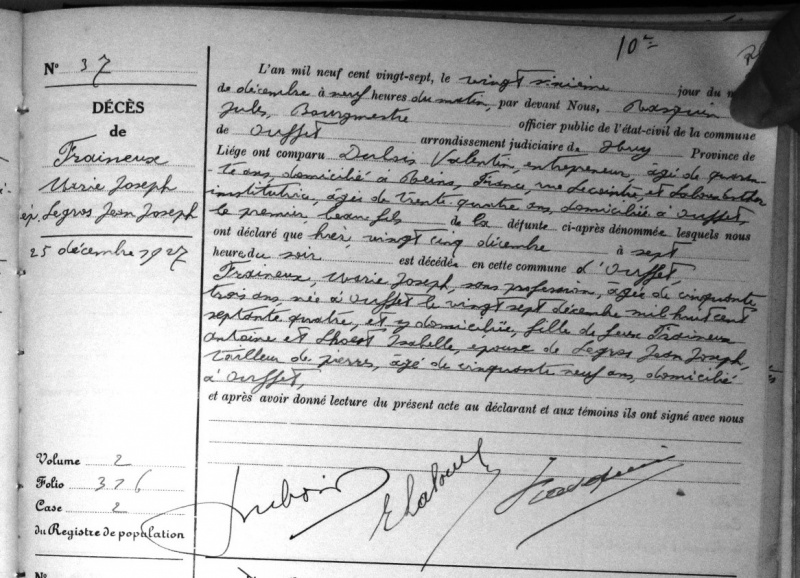 10
N° 37
DÉCÈS
de
Fraineux
Marie Joseph
ép. Legros Jean Joseph
25 décembre 1927
Volume 2
Folio 376
Case 2
du Registre de population
N°
L'an mil neuf cent vingt-sept, le vingt sixième jour du m
de décembre à neuf heures du matin, par devant Nous, Rasquin
Jules, Bourgmestre officier public de l'état-civil de la commune
de Ouffet arrondissement judiciaire de Huy Province de
Liége ont comparu Dubois Valentin, entrepreneur, âgé de quaran-
te ans, domicilié à Reims, France, rue Lecointre, et
institutrice, âgée de trente quatre ans, domiciliée à Ouffet
le premier beau fils de la défunte ci-après dénommée lesquels nous
ont déclaré que hier, vingt cinq décembre à sept
heures du soir est décédée en cette commune d'Ouffet,
Fraineux, Marie Joseph, sans profession, âgée de cinquante
trois ans, née à Ouffet le vingt sept décembre mil huit cent
septante quatre, et y domiciliée, fille de feux Fraineux
Antoine et Lhoest Isabelle, épouse de Legros Jean Joseph,
tailleur de pierres, âgé de cinquante neuf ans, domicilié
à Ouffet,
et après avoir donné lecture du présent acte au déclarant et aux témoins ils ont signé avec nous
Dubois
Rasquin